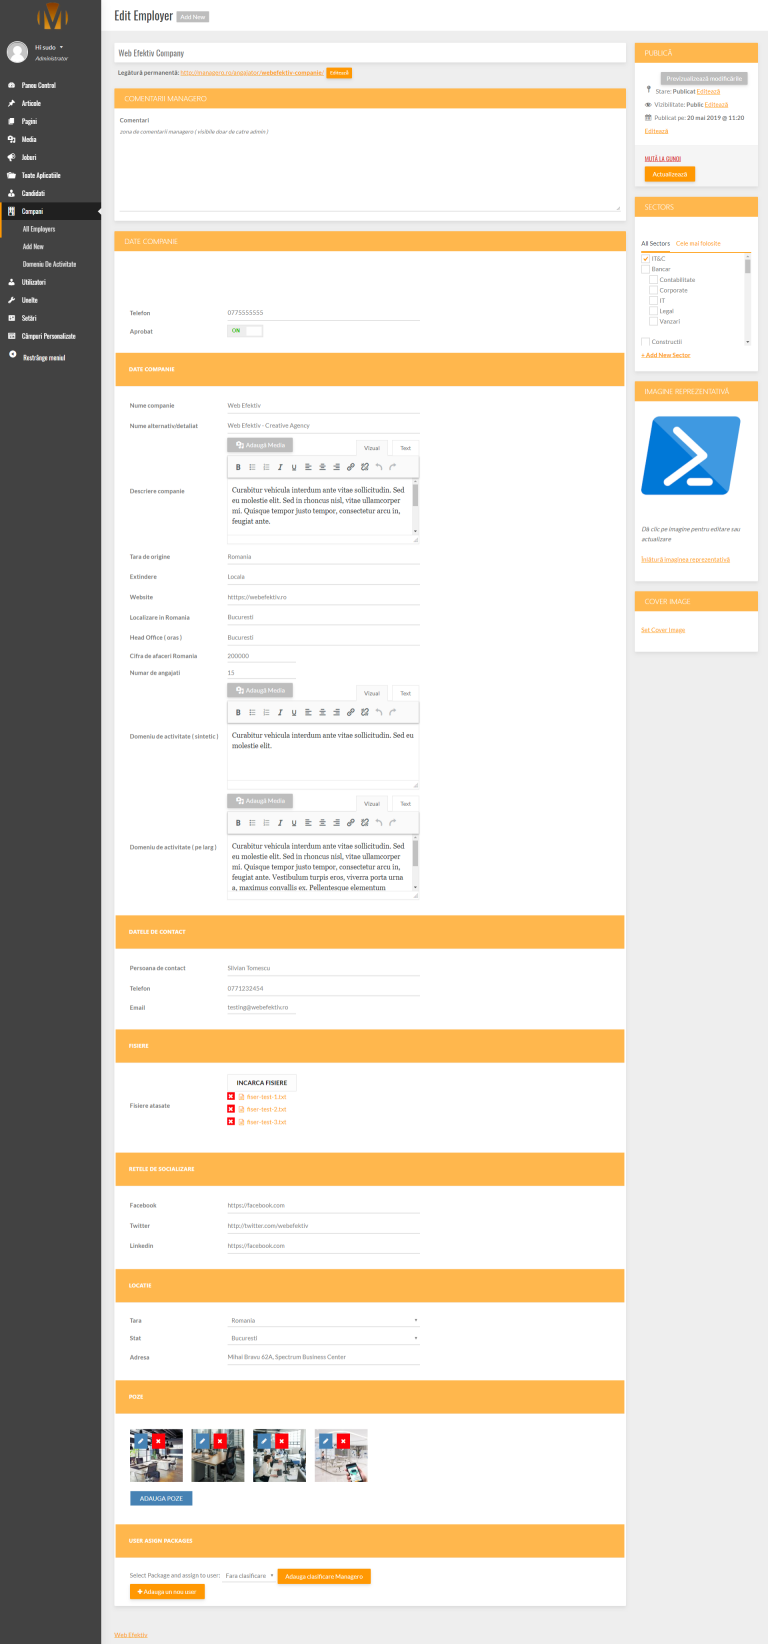 Hi sudo
Administrator
Panou Control
Articole
Pagini
Media
Joburi
Toate Aplicatiile
Candidati
Companii
All Employers
Add New
Domeniu De Activitate
Utilizatori
Unelte
Setări
Câmpuri Personalizate
Restrânge meniul
Edit Employer Add New
Web Efektiv Company
Legătură permanentă: http://managero.ro/angajator/webefektiv-company/ Editează
COMENTARII MANAGERO
Comentari
zona de comentarii managero ( visibile doar de catre admin )
DATE COMPANIE
Telefon 0775555555
Aprobat ON
DATE COMPANIE
Nume companie Web Efektiv
Nume alternativ/detaliat Web Efektiv - Creative Agency
Adaugă Media Vizual Text
B I U
Descriere companie
Curabitur vehicula interdum ante vitae sollicitudin. Sed
eu molestie elit. Sed in rhoncus nisl, vitae ullamcorper
mi. Quisque tempor justo tempor, consectetur arcu in,
feugiat ante.
Tara de origine Romania
Extindere Locala
Website https://webefektiv.ro
Localizare in Romania Bucuresti
Head Office ( oras ) Bucuresti
Cifra de afaceri Romania 200000
Numar de angajati 15
Adaugă Media Vizual Text
B I U
Domeniu de activitate ( sintetic )
Curabitur vehicula interdum ante vitae sollicitudin. Sed eu
molestie elit.
Adaugă Media Vizual Text
B I U
Domeniu de activitate ( pe larg )
Curabitur vehicula interdum ante vitae sollicitudin. Sed
eu molestie elit. Sed in rhoncus nisl, vitae ullamcorper
mi. Quisque tempor justo tempor, consectetur arcu in,
feugiat ante. Vestibulum turpis eros, viverra porta urna
a, maximus convallis ex. Pellentesque elementum
DATELE DE CONTACT
Persoana de contact Silvian Tomescu
Telefon 0771232454
Email testing@webefektiv.ro
FISIERE
INCARCA FISIERE
Fisiere atasate
fiser-test-1.txt
fiser-test-2.txt
fiser-test-3.txt
RETELE DE SOCIALIZARE
Facebook https://facebook.com
Twitter http://twitter.com/webefektiv
Linkedin https://facebook.com
LOCATIE
Tara Romania
Stat Bucuresti
Adresa Mihai Bravu 62A, Spectrum Business Center
POZE
ADAUGA POZE
USER ASIGN PACKAGES
Select Package and assign to user: Fara clasificare Adauga clasificare Managero
+ Adauga un nou user
Web Efektiv
PUBLICĂ
Previzualizează modificările
Stare: Publicat Editează
Vizibilitate: Public Editează
Publicat pe: 20 mai 2019 @ 11:20
Editează
MUTĂ LA GUNOI
Actualizează
SECTORS
All Sectors Cele mai folosite
IT&C
Bancar
Contabilitate
Corporate
IT
Legal
Vanzari
Constructii
+ Add New Sector
IMAGINE REPREZENTATIVĂ
Dă clic pe imagine pentru editare sau
actualizare
Înlătură imaginea reprezentativă
COVER IMAGE
Set Cover Image